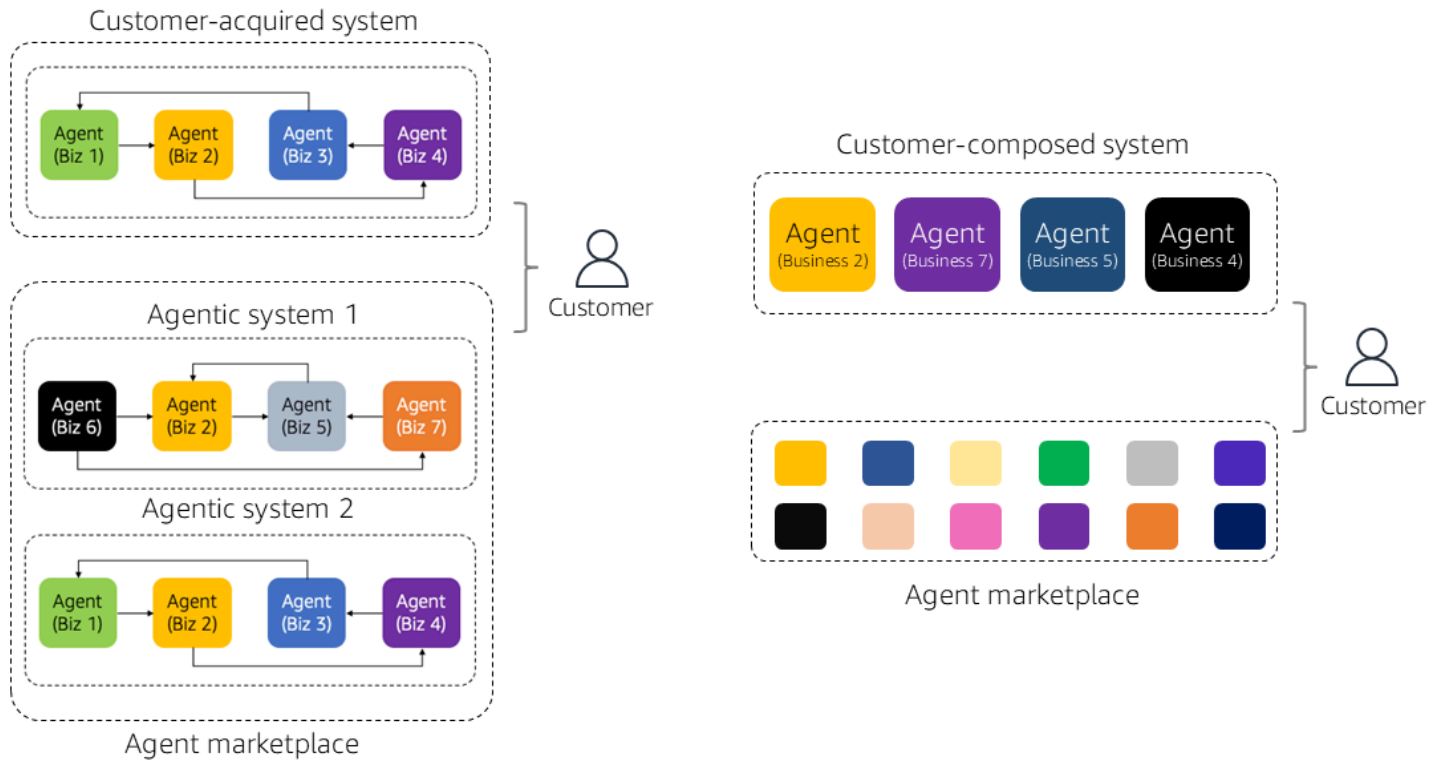 Customer-acquired system
Agent
(Biz 1)
Agent
(Biz 2)
Agent
(Biz 3)
Agent
(Biz 4)
Agentic system 1
Agent
(Biz 6)
Agent
(Biz 2)
Agent
(Biz 5)
Agent
(Biz 7)
Agentic system 2
Agent
(Biz 1)
Agent
(Biz 2)
Agent
(Biz 3)
Agent
(Biz 4)
Agent marketplace
Customer
Customer-composed system
Agent
(Business 2)
Agent
(Business 7)
Agent
(Business 5)
Agent
(Business 4)
Customer
Agent marketplace